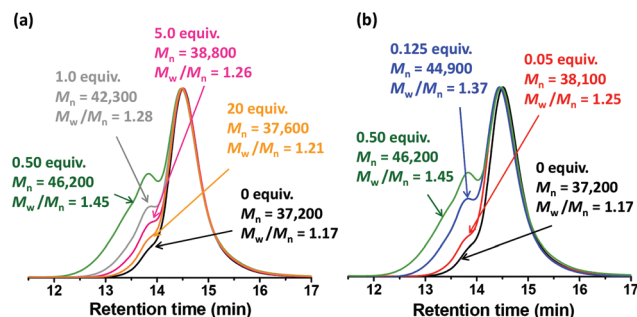 (a)
5.0 equiv.
Mn = 38,800
Mw/Mn = 1.26
1.0 equiv.
Mn = 42,300
Mw/Mn = 1.28
20 equiv.
Mn = 37,600
Mw/Mn = 1.21
0.50 equiv.
Mn = 46,200
Mw/Mn = 1.45
0 equiv.
Mn = 37,200
Mw/Mn = 1.17
12 13 14 15 16 17
Retention time (min)
(b)
0.125 equiv.
Mn = 44,900
Mw/Mn = 1.37
0.05 equiv.
Mn = 38,100
Mw/Mn = 1.25
0.50 equiv.
Mn = 46,200
Mw/Mn = 1.45
0 equiv.
Mn = 37,200
Mw/Mn = 1.17
12 13 14 15 16 17
Retention time (min)